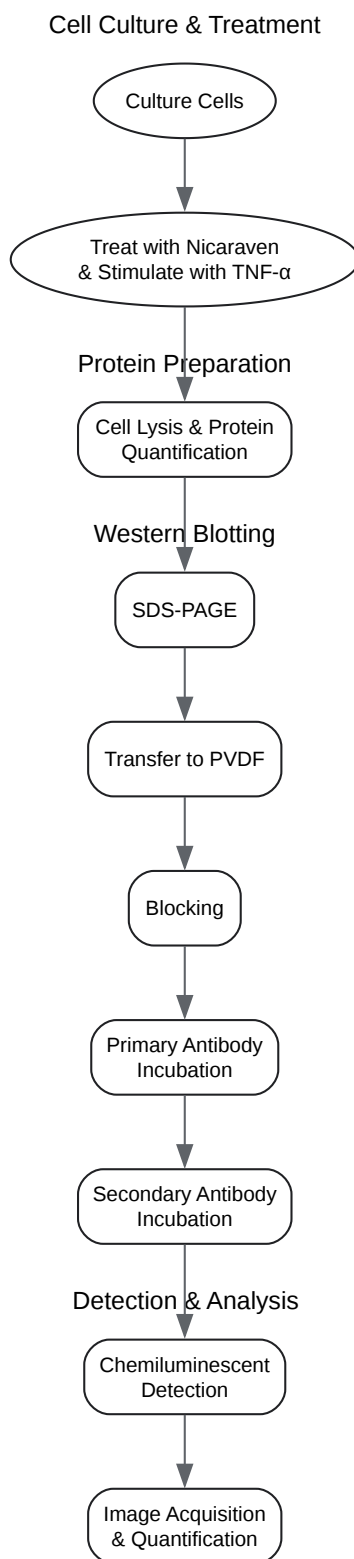 Cell Culture & Treatment
Culture Cells
Treat with Nicaraven
& Stimulate with TNF-α
Protein Preparation
Cell Lysis & Protein
Quantification
Western Blotting
SDS-PAGE
Transfer to PVDF
Blocking
Primary Antibody
Incubation
Secondary Antibody
Incubation
Detection & Analysis
Chemiluminescent
Detection
Image Acquisition
& Quantification